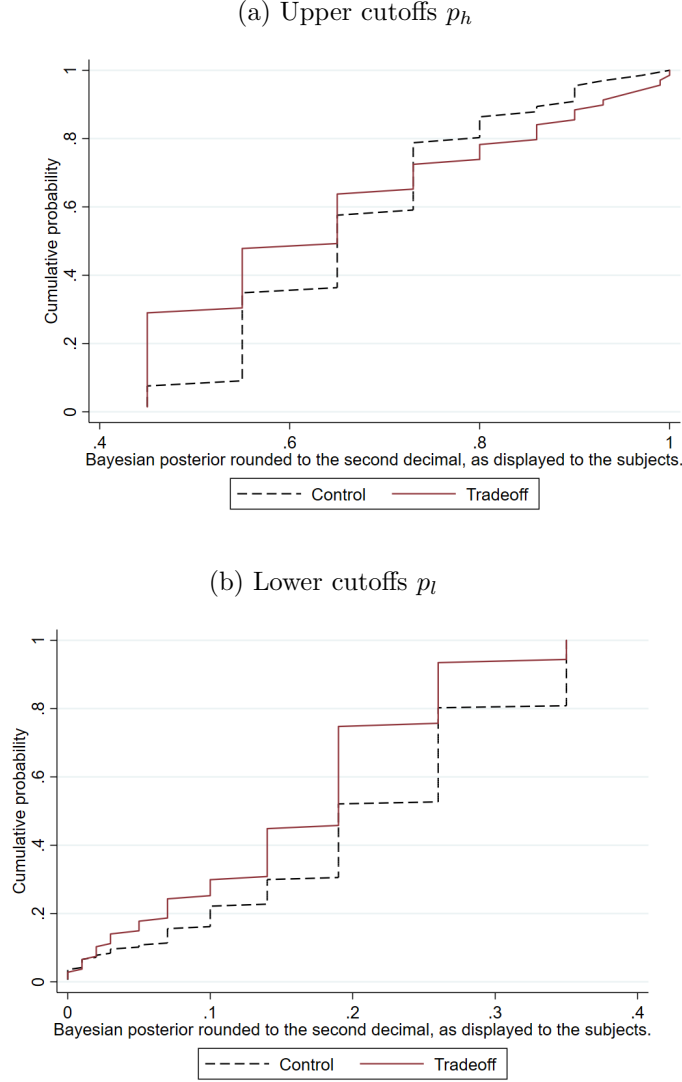 (a) Upper cutoffs p_h
Cumulative probability
1
.8
.6
.4
.2
0
.4 .6 .8 1
Bayesian posterior rounded to the second decimal, as displayed to the subjects.
Control Tradeoff
(b) Lower cutoffs p_l
Cumulative probability
1
.8
.6
.4
.2
0
0 .1 .2 .3 .4
Bayesian posterior rounded to the second decimal, as displayed to the subjects.
Control Tradeoff